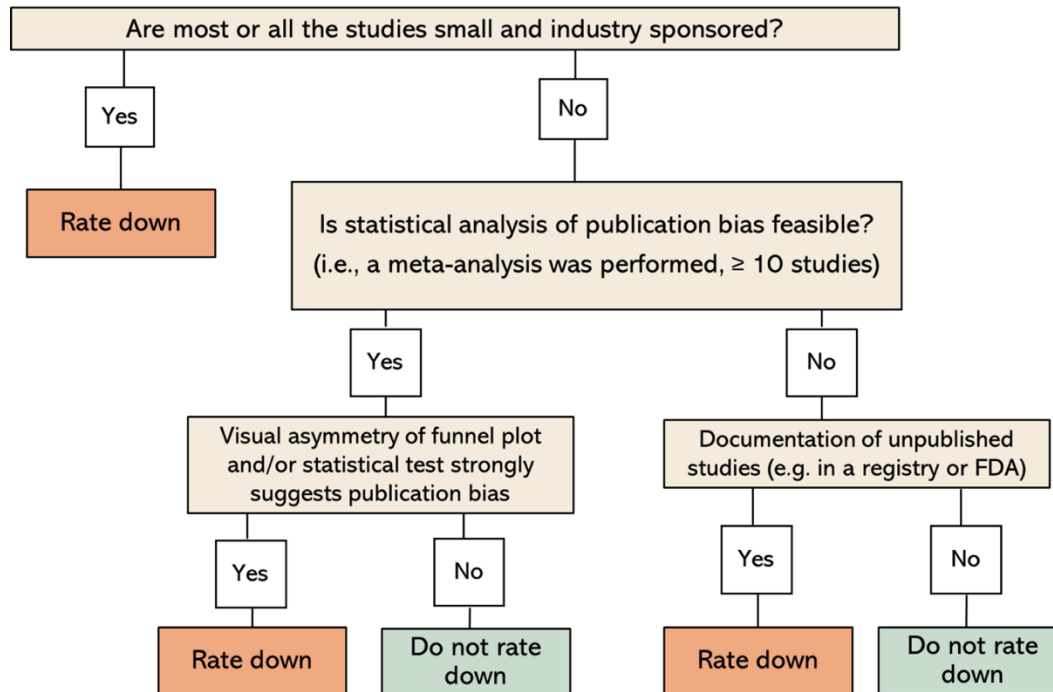 Are most or all the studies small and industry sponsored?
Yes
No
Rate down
Is statistical analysis of publication bias feasible?
(i.e., a meta-analysis was performed, ≥ 10 studies)
Yes
No
Visual asymmetry of funnel plot
and/or statistical test strongly
suggests publication bias
Documentation of unpublished
studies (e.g. in a registry or FDA)
Yes
No
Yes
No
Rate down
Do not rate
down
Rate down
Do not rate
down